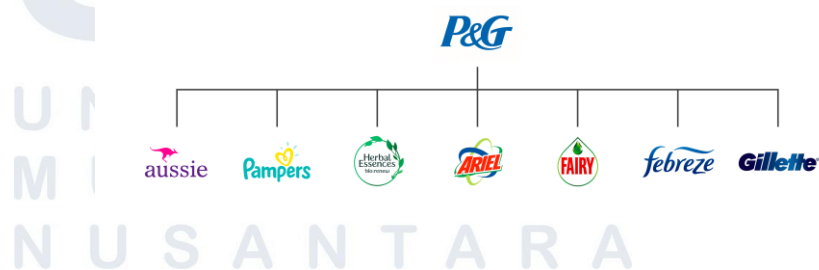 P&G
aussie
Pampers
Herbal
Essences
bio:renew
ARIEL
FAIRY
febreze
Gillette
U N
M U
N U S A N T A R A